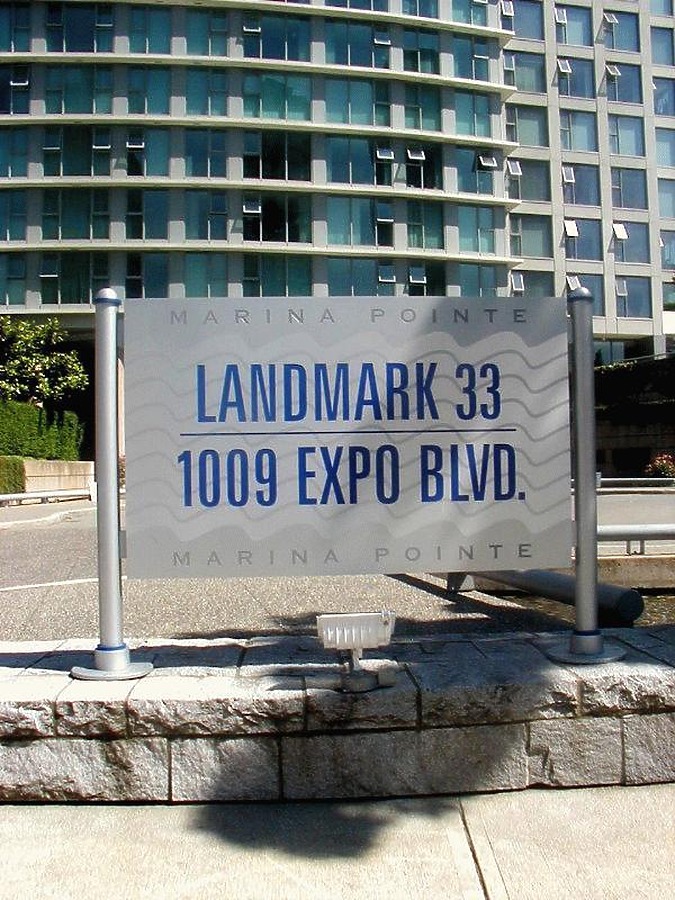 MARINA POINTE
LANDMARK 33
1009 EXPO BLVD.
MARINA POINTE